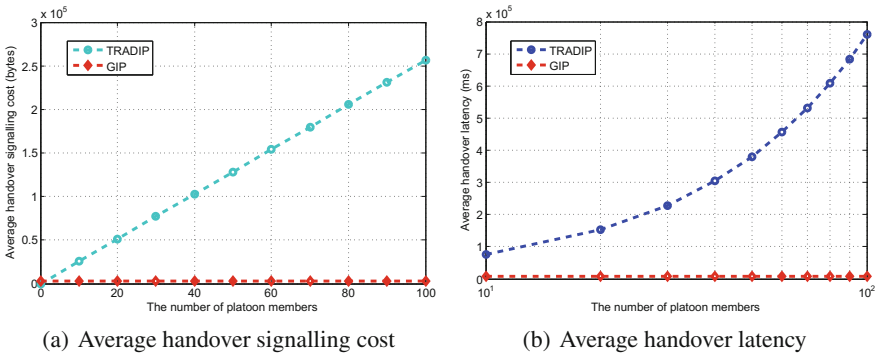 x 10^5
3
2.5
2
1.5
1
0.5
0
0 20 40 60 80 100
Average handover signalling cost (bytes)
The number of platoon members
TRADIP
GIP
(a) Average handover signalling cost
x 10^5
8
7
6
5
4
3
2
1
0
10^1 10^2
Average handover latency (ms)
The number of platoon members
TRADIP
GIP
(b) Average handover latency